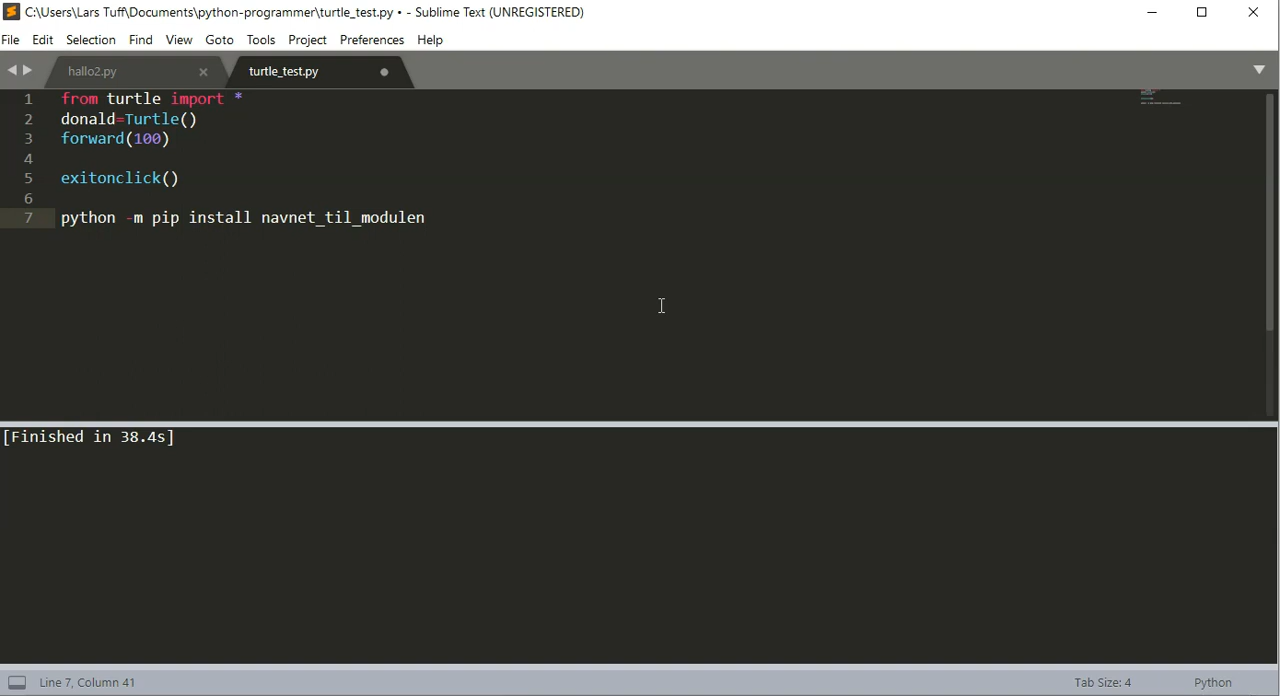 C:\Users\Lars Tuff\Documents\python-programmer\turtle_test.py • - Sublime Text (UNREGISTERED)
File Edit Selection Find View Goto Tools Project Preferences Help
hallo2.py turtle_test.py
1 from turtle import *
2 donald=Turtle()
3 forward(100)
4
5 exitonclick()
6
7 python -m pip install navnet_til_modulen
[Finished in 38.4s]
Line 7, Column 41 Tab Size: 4 Python